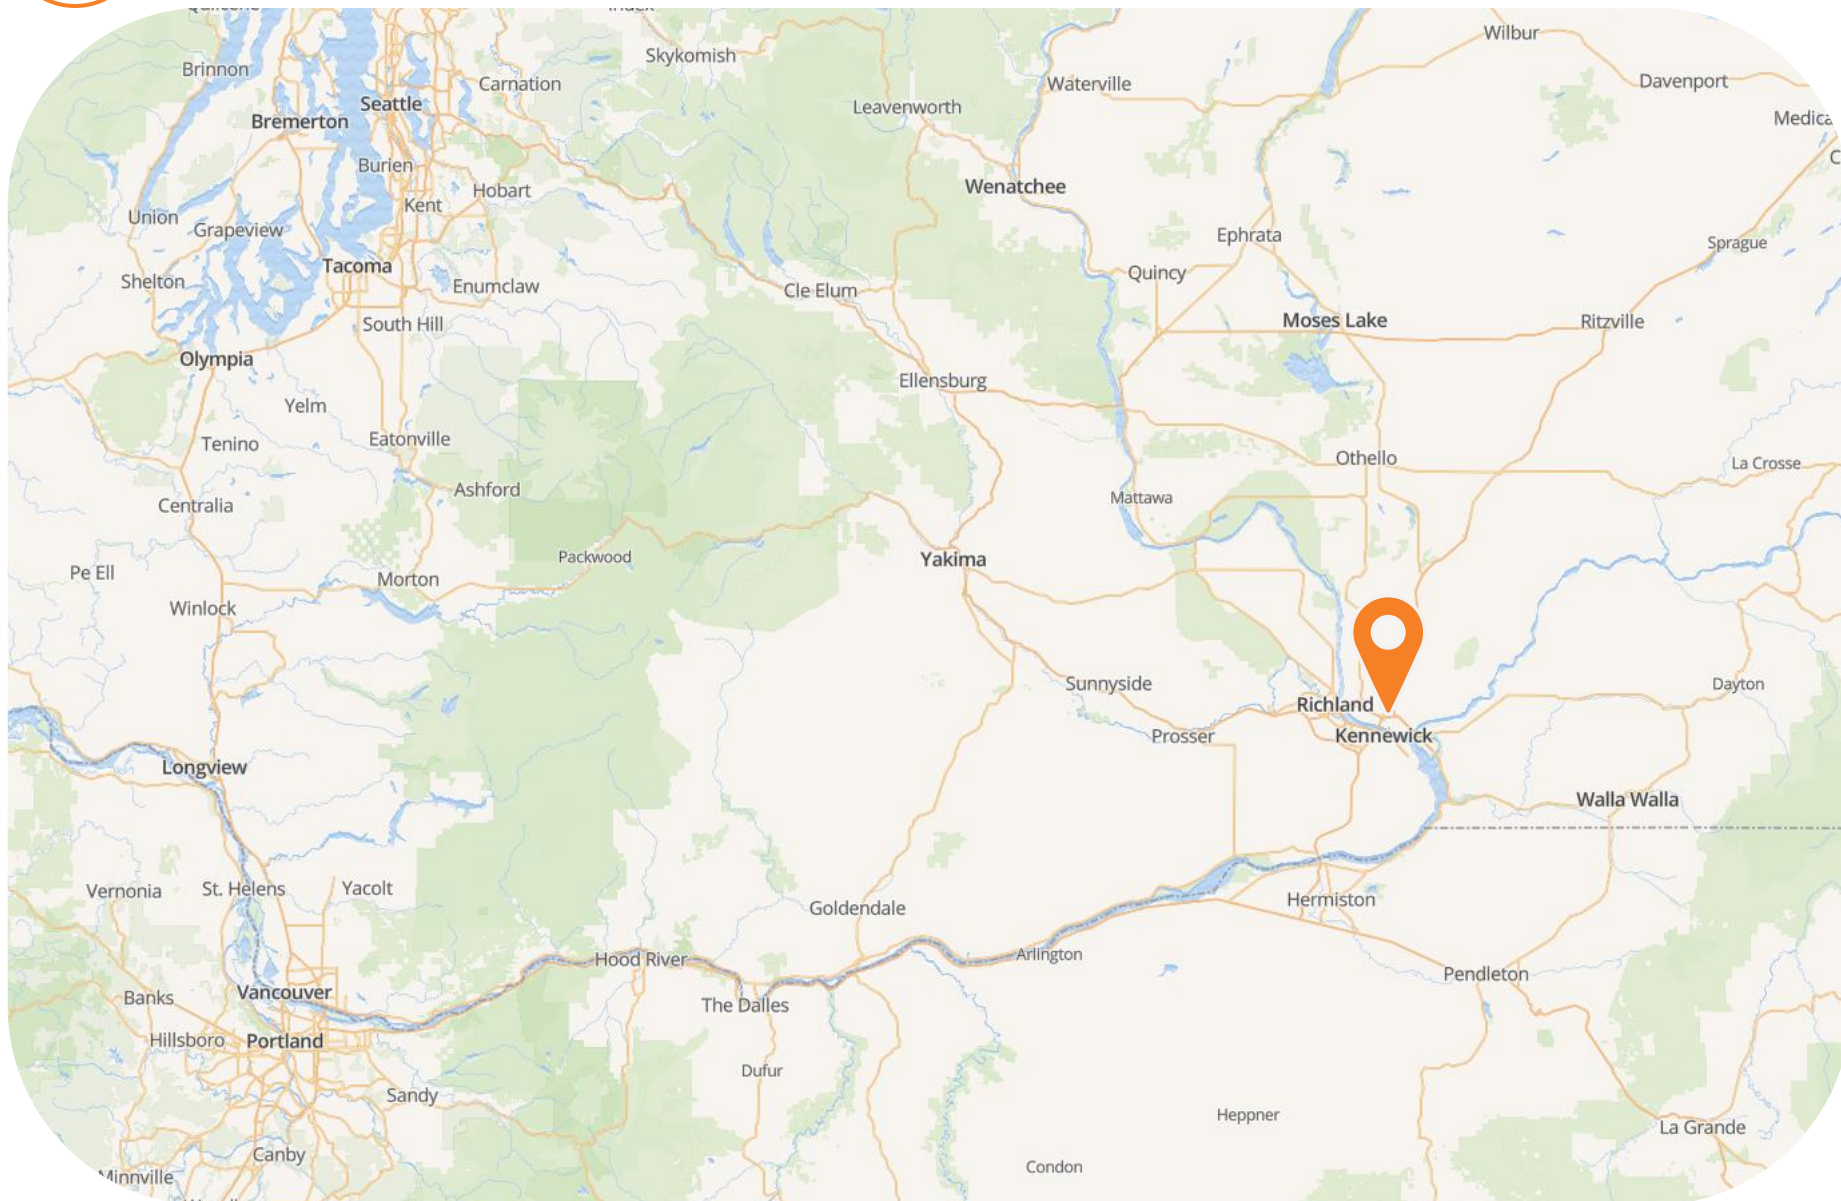 Skykomish
Wilbur
Brinnon
Carnation
Waterville
Davenport
Seattle
Leavenworth
Bremerton
Medica
Burien
Wenatchee
Hobart
Kent
Union
Grapeview
Ephrata
Sprague
Tacoma
Quincy
Shelton
Enumclaw
Cle Elum
South Hill
Moses Lake
Ritzville
Olympia
Ellensburg
Yelm
Tenino
Eatonville
Othello
La Crosse
Ashford
Mattawa
Centralia
Packwood
Yakima
Pe Ell
Morton
Winlock
Sunnyside
Dayton
Richland
Prosser
Kennewick
Longview
Walla Walla
Vernonia
St. Helens
Yacolt
Hermiston
Goldendale
Hood River
Arlington
Pendleton
Vancouver
Banks
The Dalles
Hillsboro
Portland
Dufur
Sandy
Heppner
La Grande
Canby
Condon
Minnville